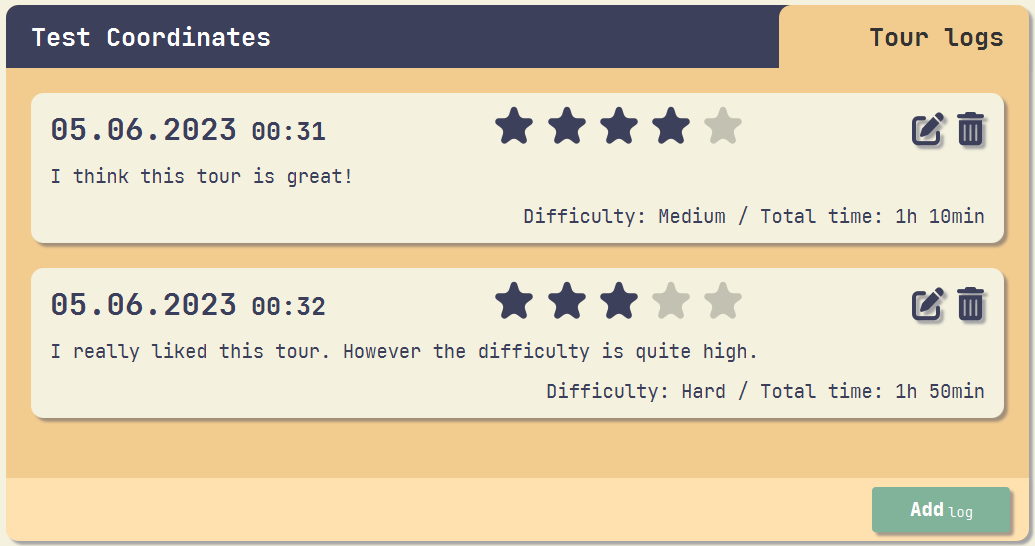 Test Coordinates
Tour logs
05.06.2023 00:31
I think this tour is great!
Difficulty: Medium / Total time: 1h 10min
05.06.2023 00:32
I really liked this tour. However the difficulty is quite high.
Difficulty: Hard / Total time: 1h 50min
Add log